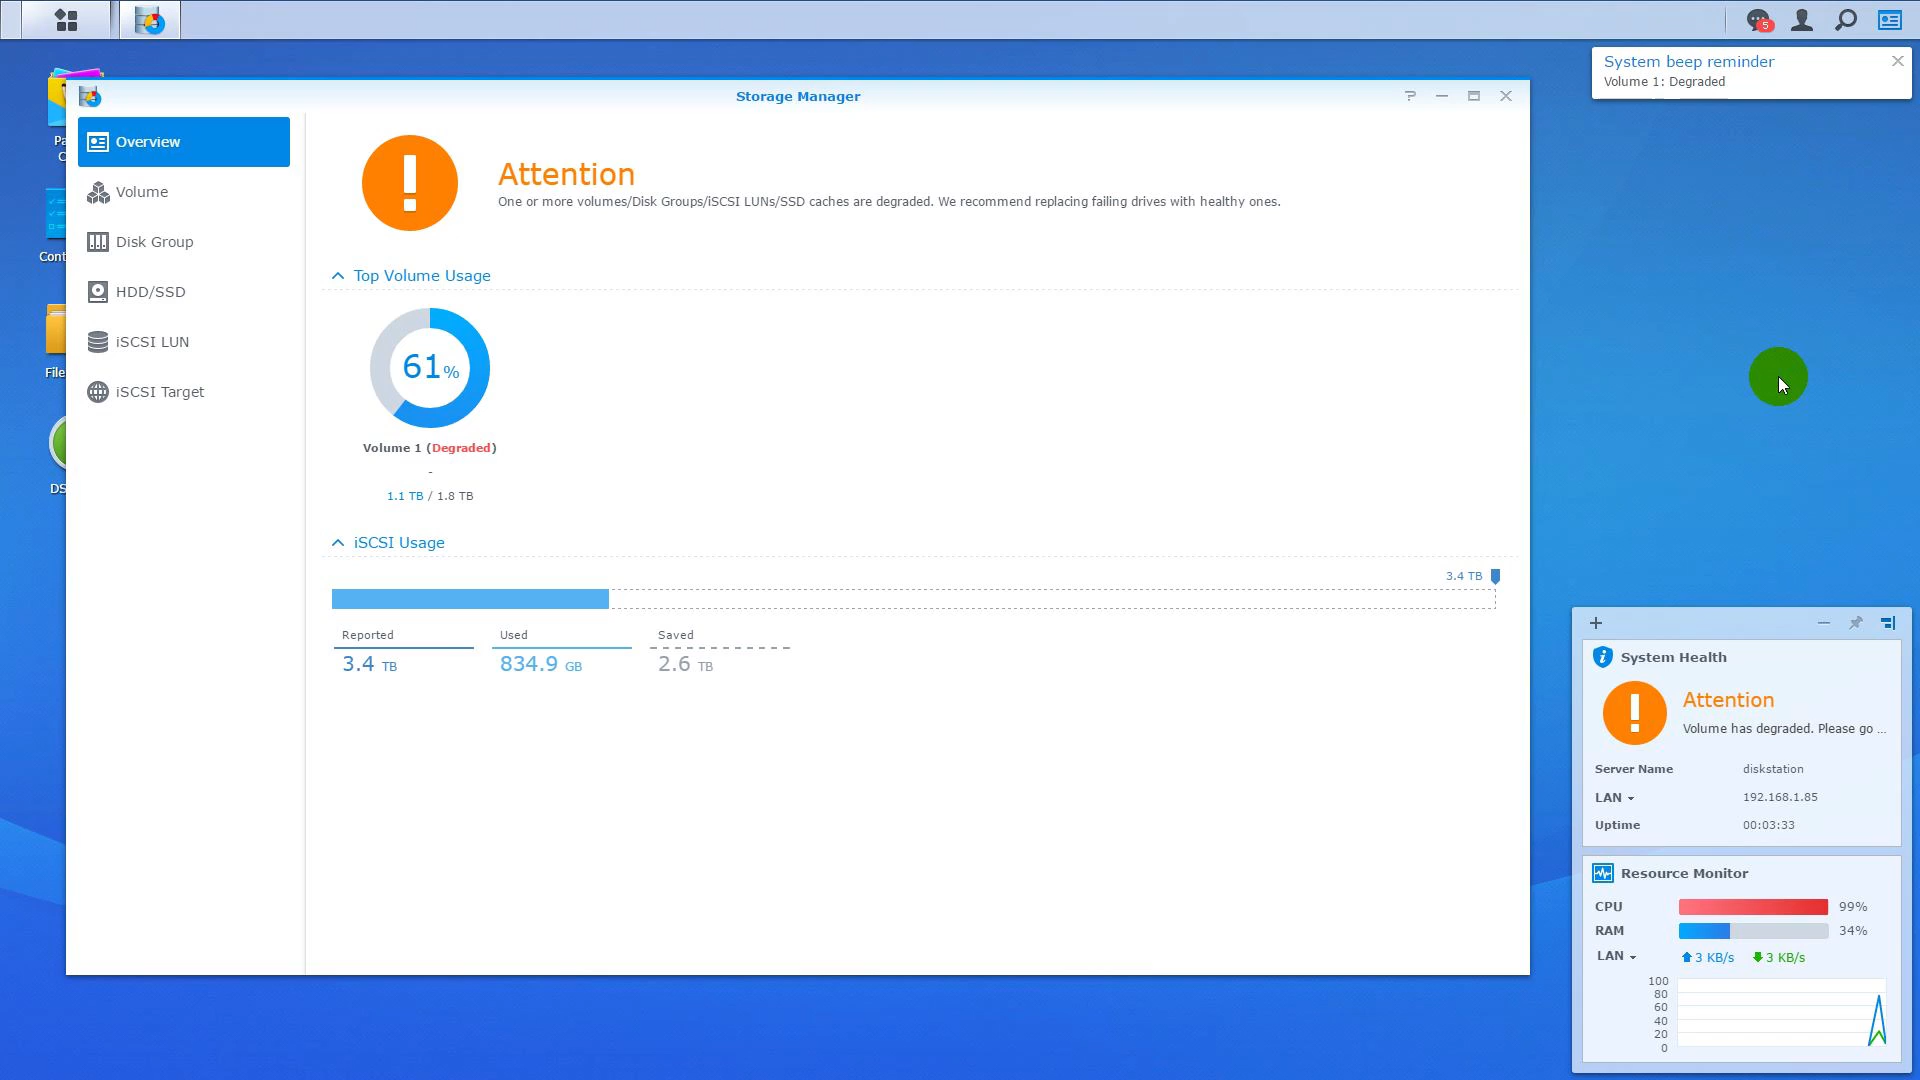 5
System beep reminder
Volume 1: Degraded
Storage Manager
Overview
Volume
Disk Group
HDD/SSD
iSCSI LUN
iSCSI Target
Pa
C
Cont
File
DS
Attention
One or more volumes/Disk Groups/iSCSI LUNs/SSD caches are degraded. We recommend replacing failing drives with healthy ones.
Top Volume Usage
61%
Volume 1 (Degraded)
-
1.1 TB / 1.8 TB
iSCSI Usage
3.4 TB
Reported Used Saved
3.4 TB 834.9 GB 2.6 TB
System Health
Attention
Volume has degraded. Please go ...
Server Name diskstation
LAN 192.168.1.85
Uptime 00:03:33
Resource Monitor
CPU 99%
RAM 34%
LAN 3 KB/s 3 KB/s
100
80
60
40
20
0